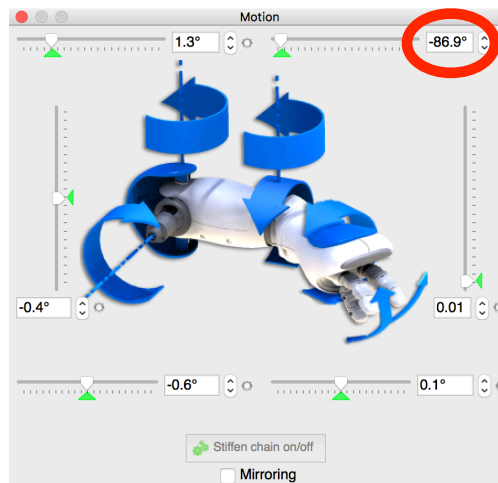 Motion
1.3°
-86.9°
-0.4°
0.01
-0.6°
0.1°
Stiffen chain on/off
Mirroring